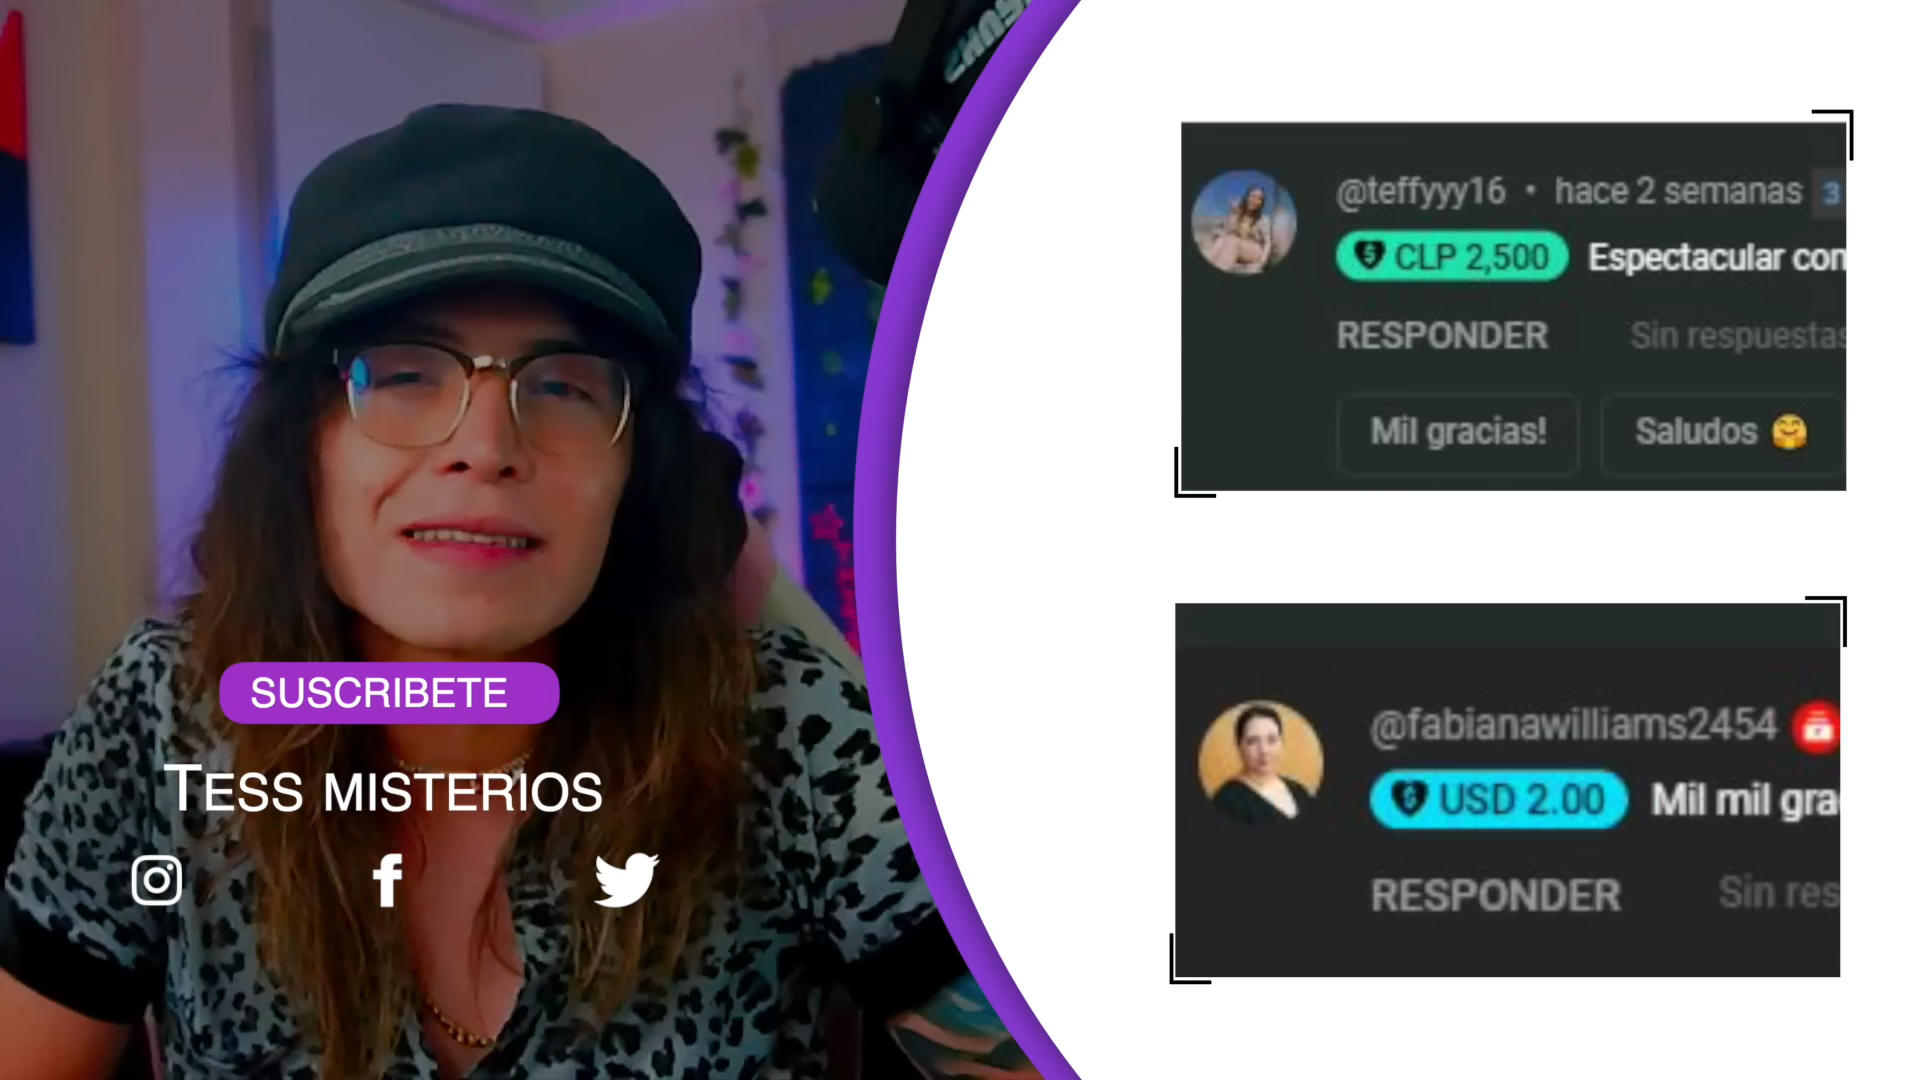 SUSCRIBETE
TESS MISTERIOS
@teffyyy16 • hace 2 semanas 3
CLP 2,500 Espectacular con
RESPONDER Sin respuestas
Mil gracias! Saludos 🤗
@fabianawilliams2454
USD 2.00 Mil mil gra
RESPONDER Sin res